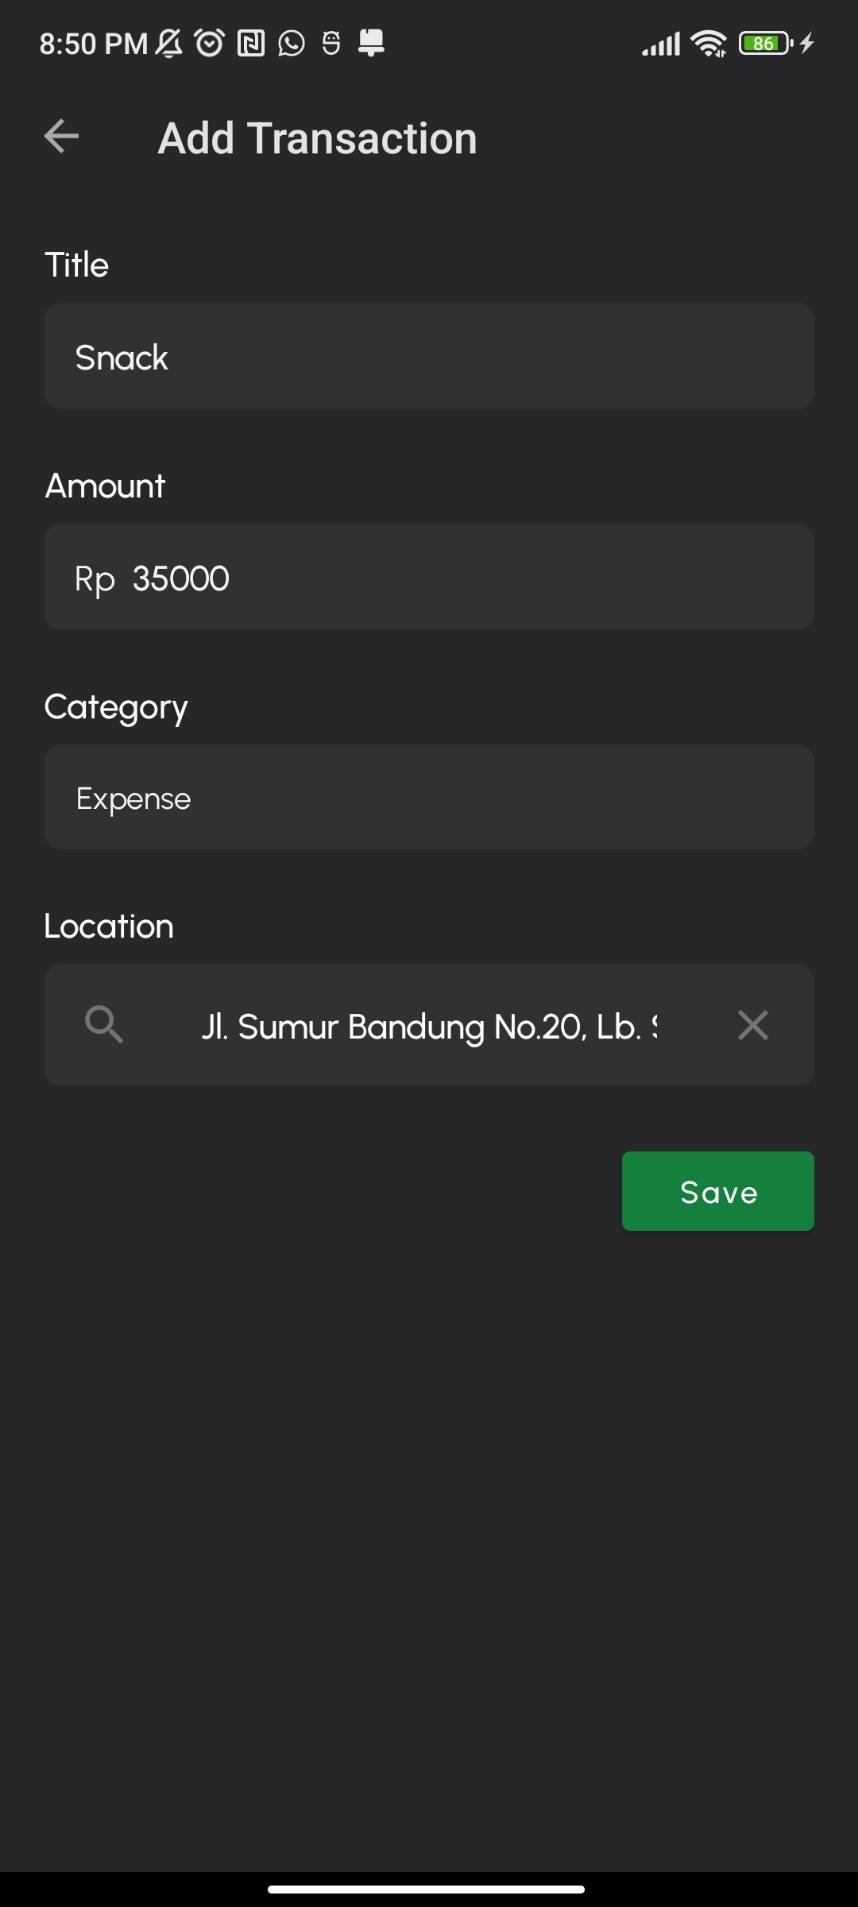 8:50 PM
86
Add Transaction
Title
Snack
Amount
Rp 35000
Category
Expense
Location
Jl. Sumur Bandung No.20, Lb.
Save